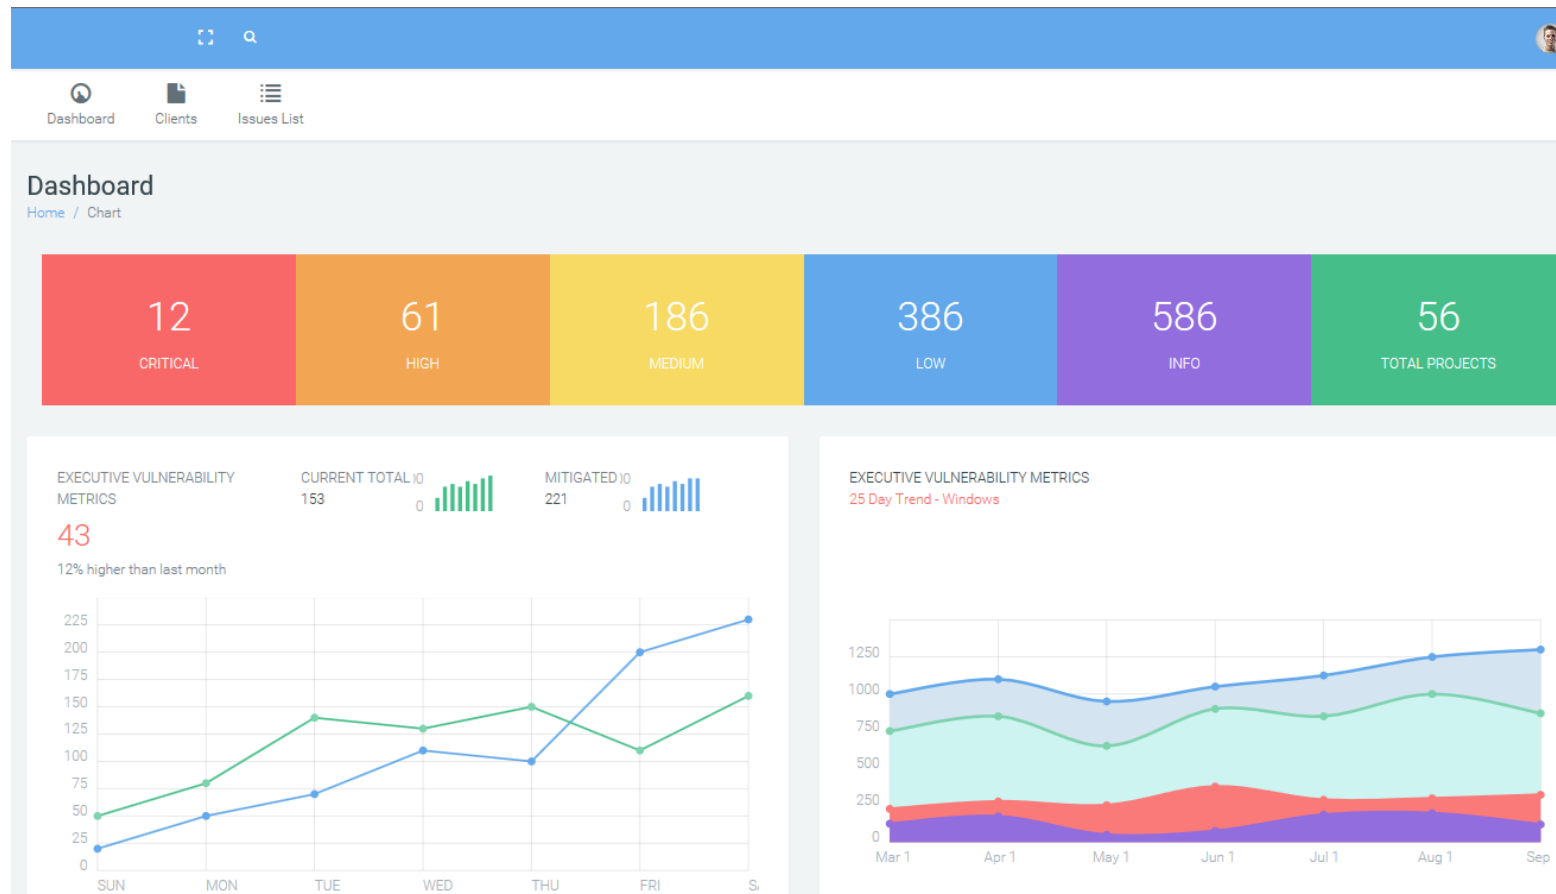 Dashboard Clients Issues List
Dashboard
Home / Chart
12 61 186 386 586 56
CRITICAL HIGH MEDIUM LOW INFO TOTAL PROJECTS
EXECUTIVE VULNERABILITY
METRICS
43
12% higher than last month
CURRENT TOTAL
153
0
MITIGATED
221
0
225
200
175
150
125
100
75
50
25
0
SUN MON TUE WED THU FRI
EXECUTIVE VULNERABILITY METRICS
25 Day Trend - Windows
1250
1000
750
500
250
0
Mar 1 Apr 1 May 1 Jun 1 Jul 1 Aug 1 Sep